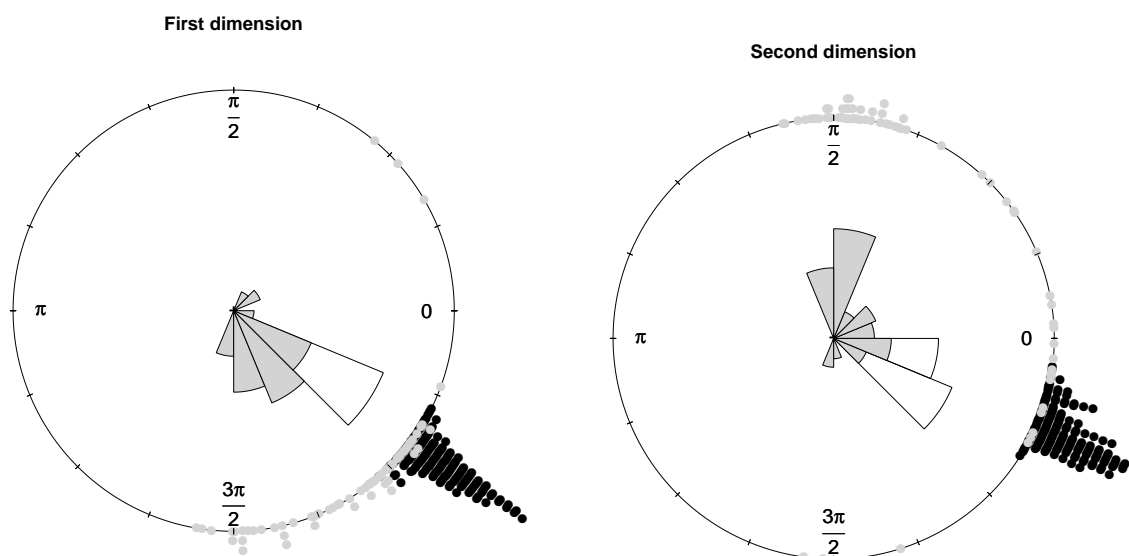 First dimension
π
2
π
0
3π
2
Second dimension
π
2
π
0
3π
2